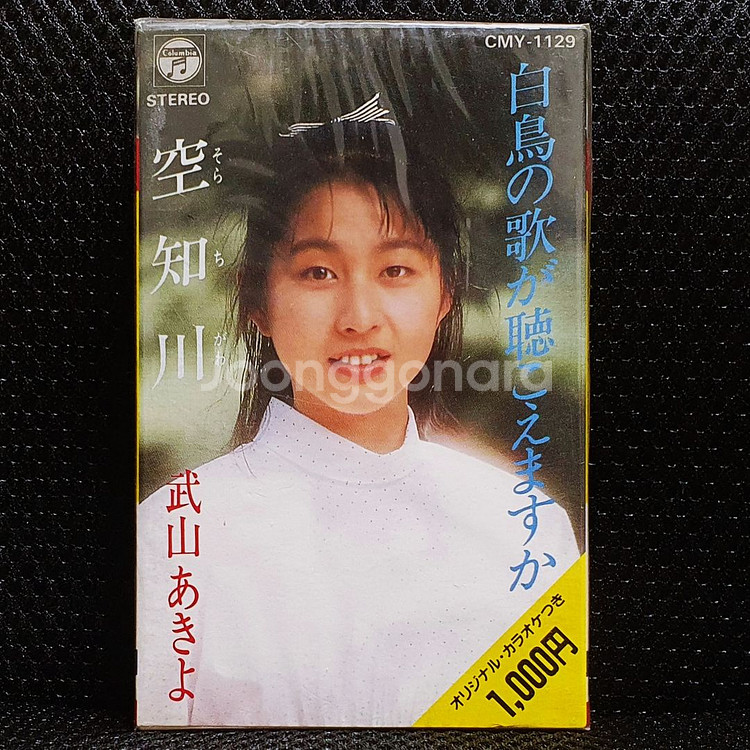 Columbia
STEREO
CMY-1129
白鳥の歌が聴こえますか
空知川
そらちがわ
武山あきよ
Joonggonara
オリジナル・カラオケつき
1,000円